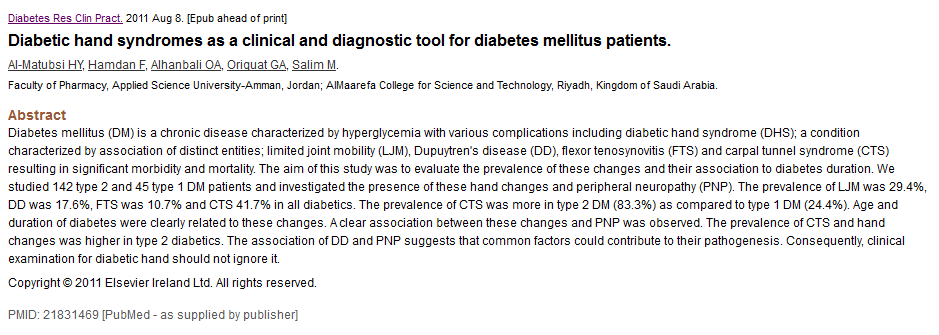 Diabetes Res Clin Pract. 2011 Aug 8. [Epub ahead of print]
Diabetic hand syndromes as a clinical and diagnostic tool for diabetes mellitus patients.
Al-Matubsi HY, Hamdan F, Alhanbali OA, Oriquat GA, Salim M.
Faculty of Pharmacy, Applied Science University-Amman, Jordan; AlMaarefa College for Science and Technology, Riyadh, Kingdom of Saudi Arabia.
Abstract
Diabetes mellitus (DM) is a chronic disease characterized by hyperglycemia with various complications including diabetic hand syndrome (DHS); a condition
characterized by association of distinct entities; limited joint mobility (LJM), Dupuytren's disease (DD), flexor tenosynovitis (FTS) and carpal tunnel syndrome (CTS)
resulting in significant morbidity and mortality. The aim of this study was to evaluate the prevalence of these changes and their association to diabetes duration. We
studied 142 type 2 and 45 type 1 DM patients and investigated the presence of these hand changes and peripheral neuropathy (PNP). The prevalence of LJM was 29.4%,
DD was 17.6%, FTS was 10.7% and CTS 41.7% in all diabetics. The prevalence of CTS was more in type 2 DM (83.3%) as compared to type 1 DM (24.4%). Age and
duration of diabetes were clearly related to these changes. A clear association between these changes and PNP was observed. The prevalence of CTS and hand
changes was higher in type 2 diabetics. The association of DD and PNP suggests that common factors could contribute to their pathogenesis. Consequently, clinical
examination for diabetic hand should not ignore it.
Copyright © 2011 Elsevier Ireland Ltd. All rights reserved.
PMID: 21831469 [PubMed - as supplied by publisher]